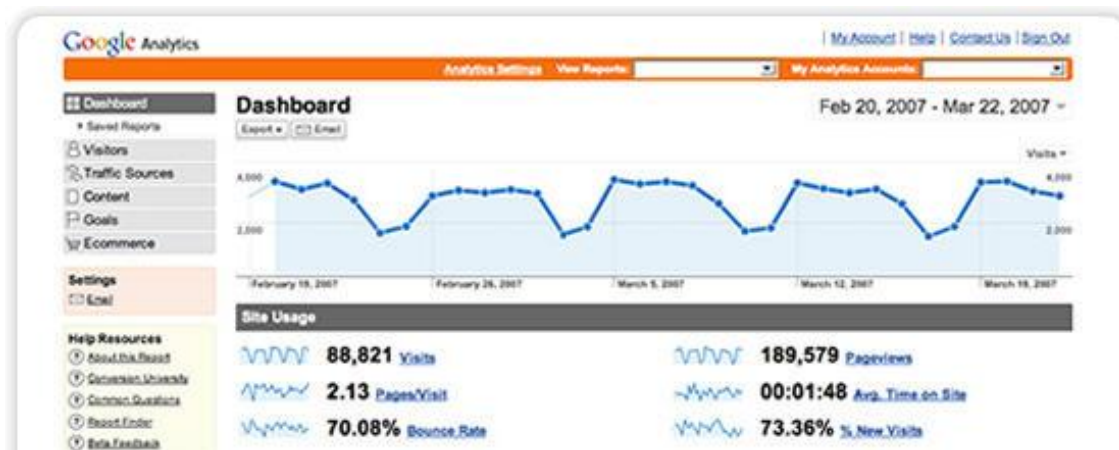 Google Analytics
| My Account | Help | Contact Us | Sign Out
Analytics Settings View Reports: My Analytics Accounts:
Dashboard
Saved Reports
Visitors
Traffic Sources
Content
Goals
Ecommerce
Settings
Email
Help Resources
About this Report
Conversion University
Common Questions
Report Finder
Beta Feedback
Dashboard
Feb 20, 2007 - Mar 22, 2007
Export Email
Visits
4,000 4,000
2,000 2,000
February 19, 2007 February 26, 2007 March 5, 2007 March 12, 2007 March 19, 2007
Site Usage
88,821 Visits 189,579 Pageviews
2.13 Pages/Visit 00:01:48 Avg. Time on Site
70.08% Bounce Rate 73.36% % New Visits